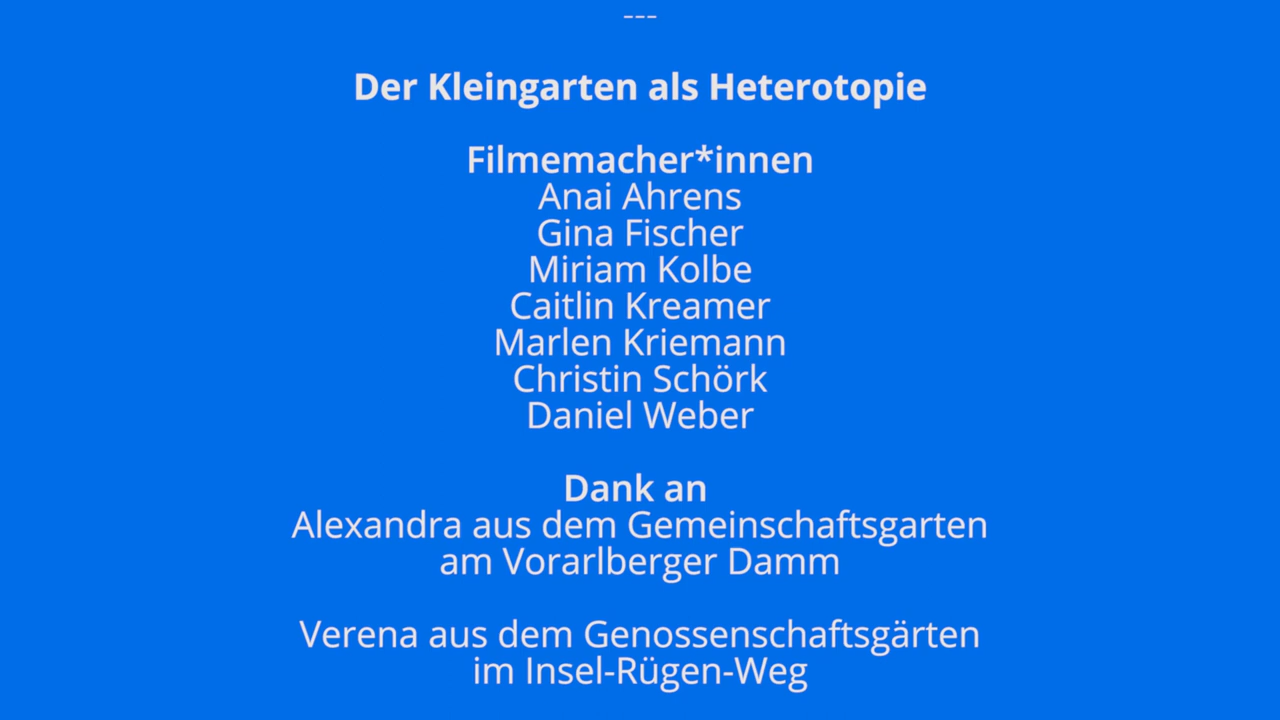 ---
Der Kleingarten als Heterotopie
Filmemacher*innen
Anai Ahrens
Gina Fischer
Miriam Kolbe
Caitlin Kreamer
Marlen Kriemann
Christin Schörk
Daniel Weber
Dank an
Alexandra aus dem Gemeinschaftsgarten
am Vorarlberger Damm
Verena aus dem Genossenschaftsgärten
im Insel-Rügen-Weg